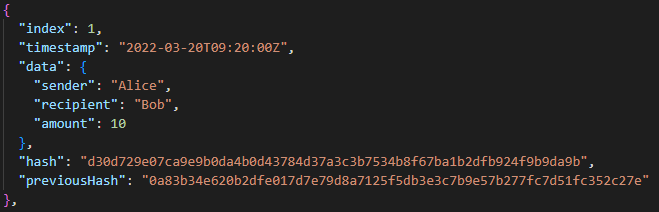 {
"index": 1,
"timestamp": "2022-03-20T09:20:00Z",
"data": {
"sender": "Alice",
"recipient": "Bob",
"amount": 10
},
"hash": "d30d729e07ca9e9b0da4b0d43784d37a3c3b7534b8f67ba1b2dfb924f9b9da9b",
"previousHash": "0a83b34e620b2dfe017d7e79d8a7125f5db3e3c7b9e57b277fc7d51fc352c27e"
},